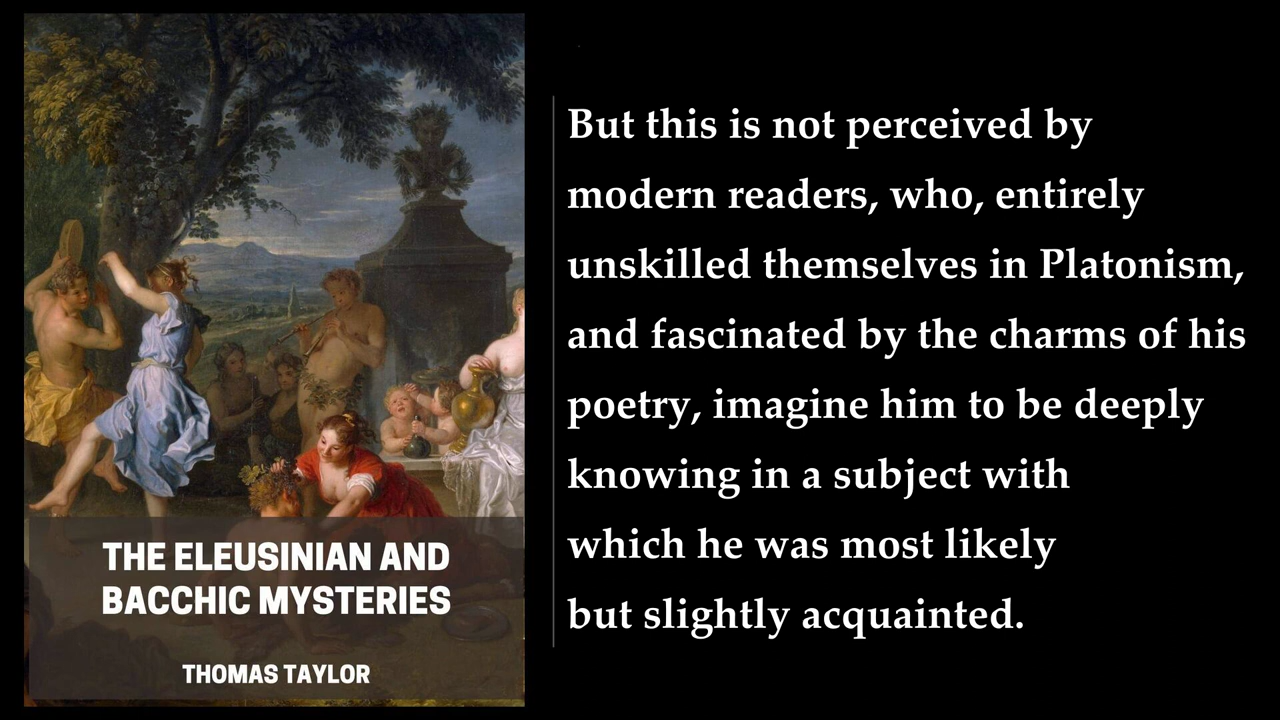 THE ELEUSINIAN AND
BACCHIC MYSTERIES
THOMAS TAYLOR
But this is not perceived by
modern readers, who, entirely
unskilled themselves in Platonism,
and fascinated by the charms of his
poetry, imagine him to be deeply
knowing in a subject with
which he was most likely
but slightly acquainted.